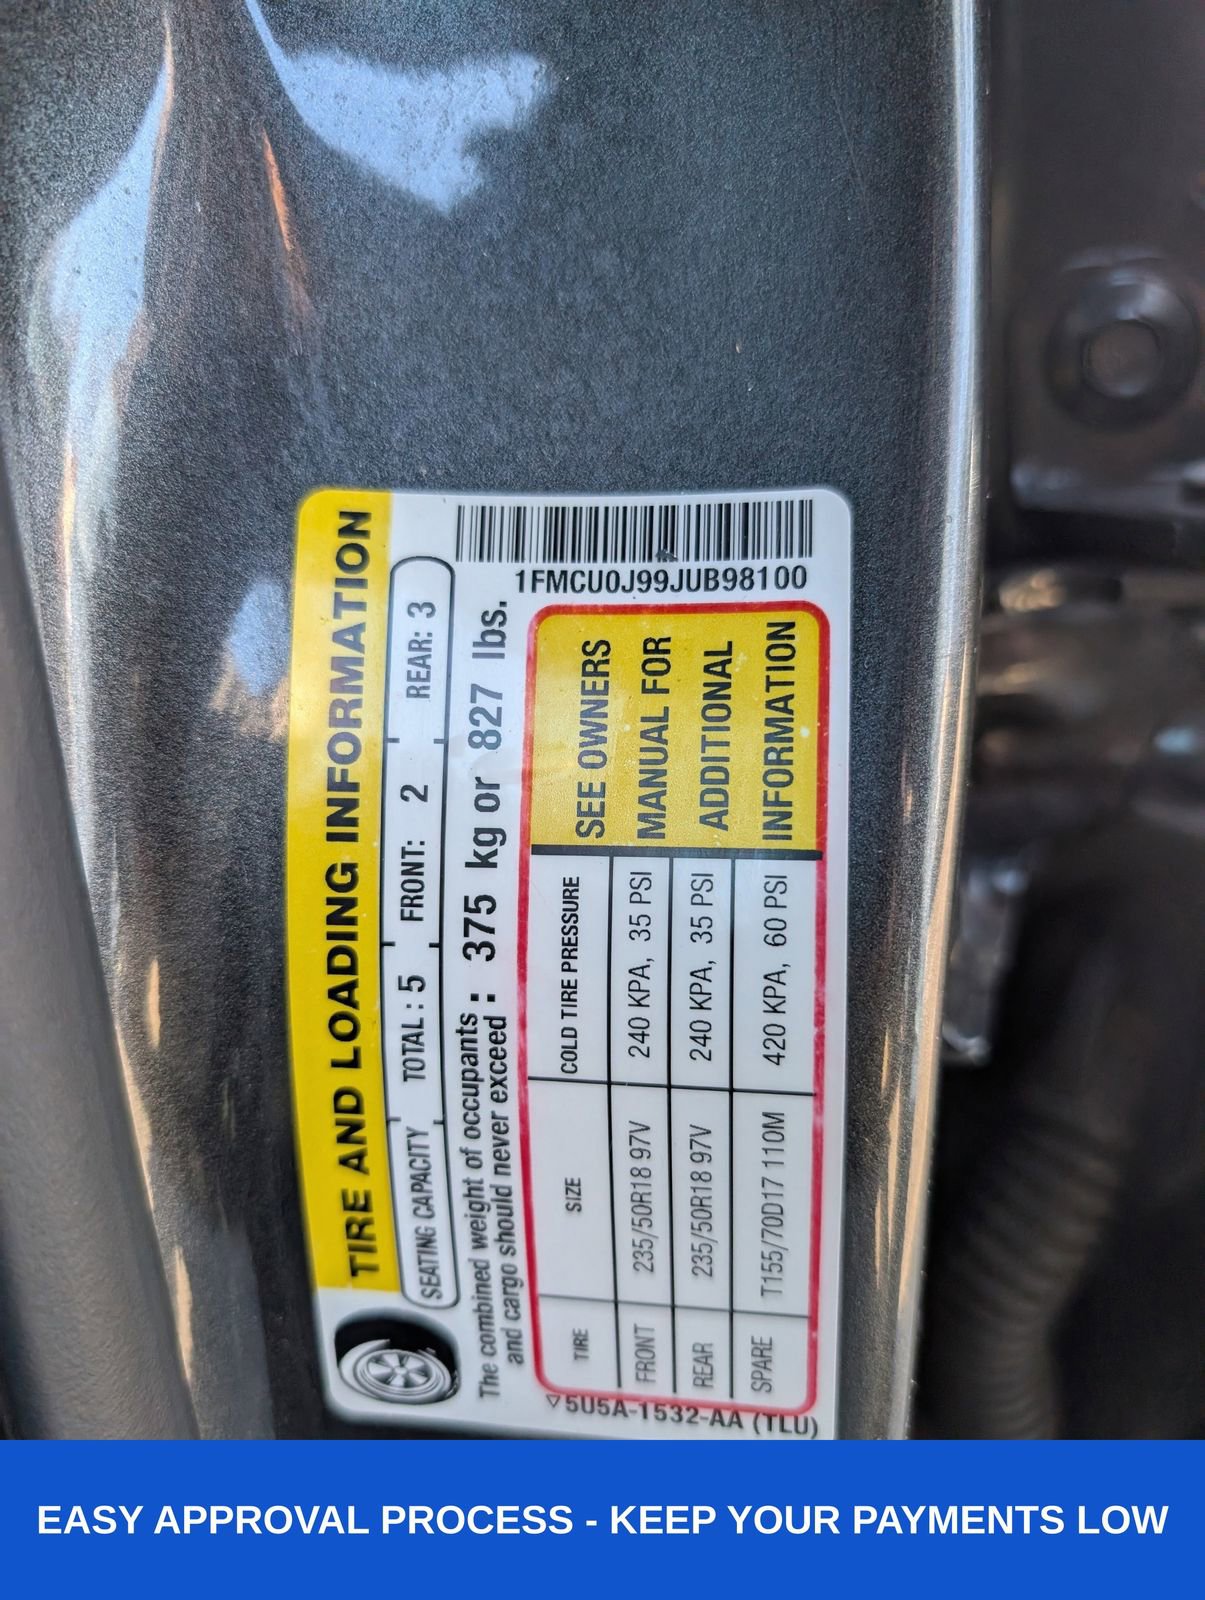 TIRE AND LOADING INFORMATION
SEATING CAPACITY TOTAL : 5 FRONT: 2 REAR: 3
The combined weight of occupants
and cargo should never exceed : 375 kg or 827 lbs.
TIRE SIZE COLD TIRE PRESSURE
FRONT 235/50R18 97V 240 KPA, 35 PSI
REAR 235/50R18 97V 240 KPA, 35 PSI
SPARE T155/70D17 110M 420 KPA, 60 PSI
SEE OWNERS
MANUAL FOR
ADDITIONAL
INFORMATION
1FMCU0J99JUB98100
5U5A-1532-AA (TLU)
EASY APPROVAL PROCESS - KEEP YOUR PAYMENTS LOW